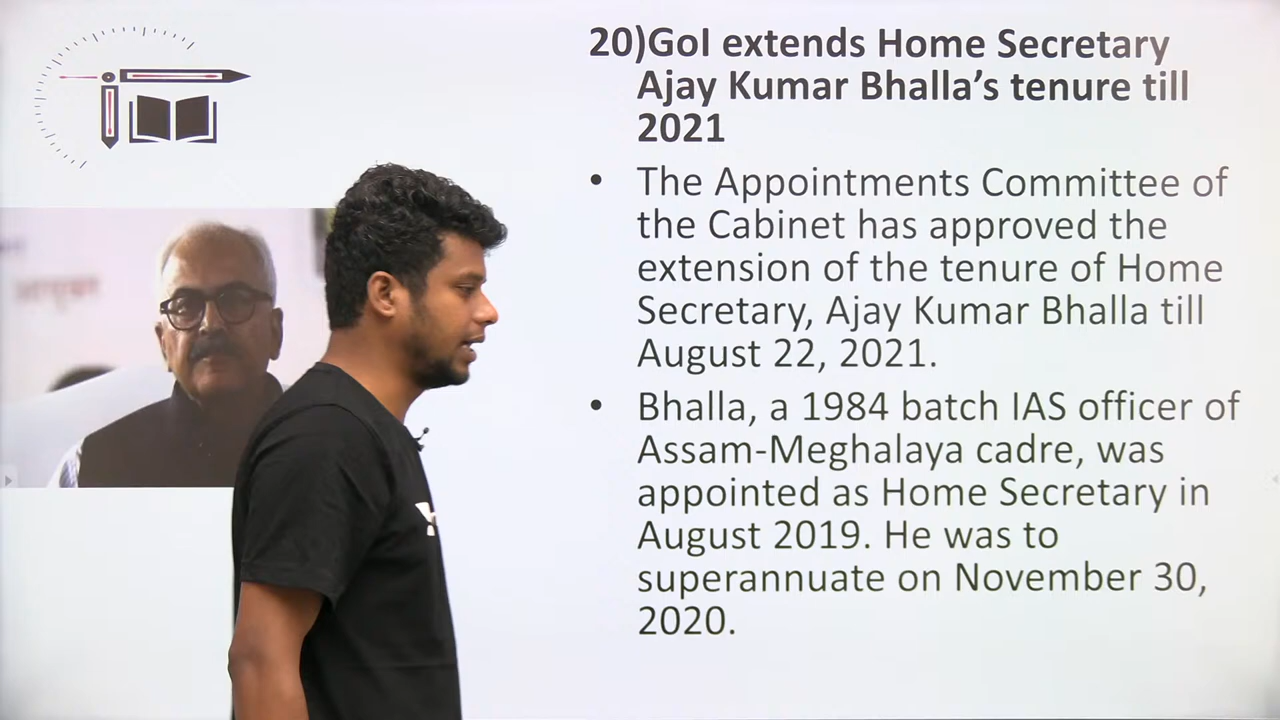 20)GoI extends Home Secretary
Ajay Kumar Bhalla’s tenure till
2021
• The Appointments Committee of
the Cabinet has approved the
extension of the tenure of Home
Secretary, Ajay Kumar Bhalla till
August 22, 2021.
• Bhalla, a 1984 batch IAS officer of
Assam-Meghalaya cadre, was
appointed as Home Secretary in
August 2019. He was to
superannuate on November 30,
2020.